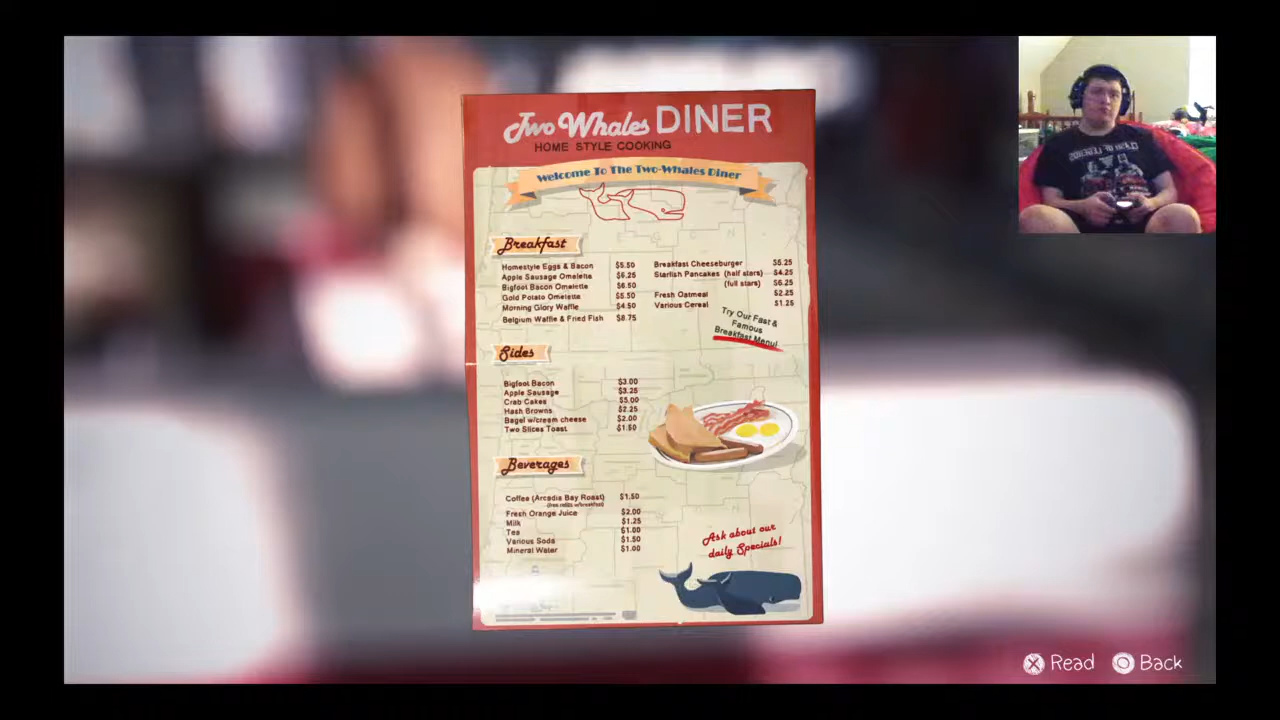 Two Whales DINER
HOME STYLE COOKING
Welcome To The Two-Whales Diner
Breakfast
Homestyle Eggs & Bacon $5.50
Apple Sausage Omelette $6.25
Bigfoot Bacon Omelette $6.50
Gold Potato Omelette $5.50
Morning Glory Waffle $4.50
Belgium Waffle & Fried Fish $8.75
Breakfast Cheeseburger $5.25
Starfish Pancakes (half stars) $4.25
(full stars) $6.25
Fresh Oatmeal $2.25
Various Cereal $1.25
Try Our Fast &
Famous
Breakfast Menu!
Sides
Bigfoot Bacon $3.00
Apple Sausage $3.25
Crab Cakes $5.00
Hash Browns $2.25
Bagel w/cream cheese $2.00
Two Slices Toast $1.50
Beverages
Coffee (Arcadia Bay Roast) $1.50
(free refills w/breakfast)
Fresh Orange Juice $2.00
Milk $1.25
Tea $1.00
Various Soda $1.50
Mineral Water $1.00
Ask about our
daily Specials!
Read Back